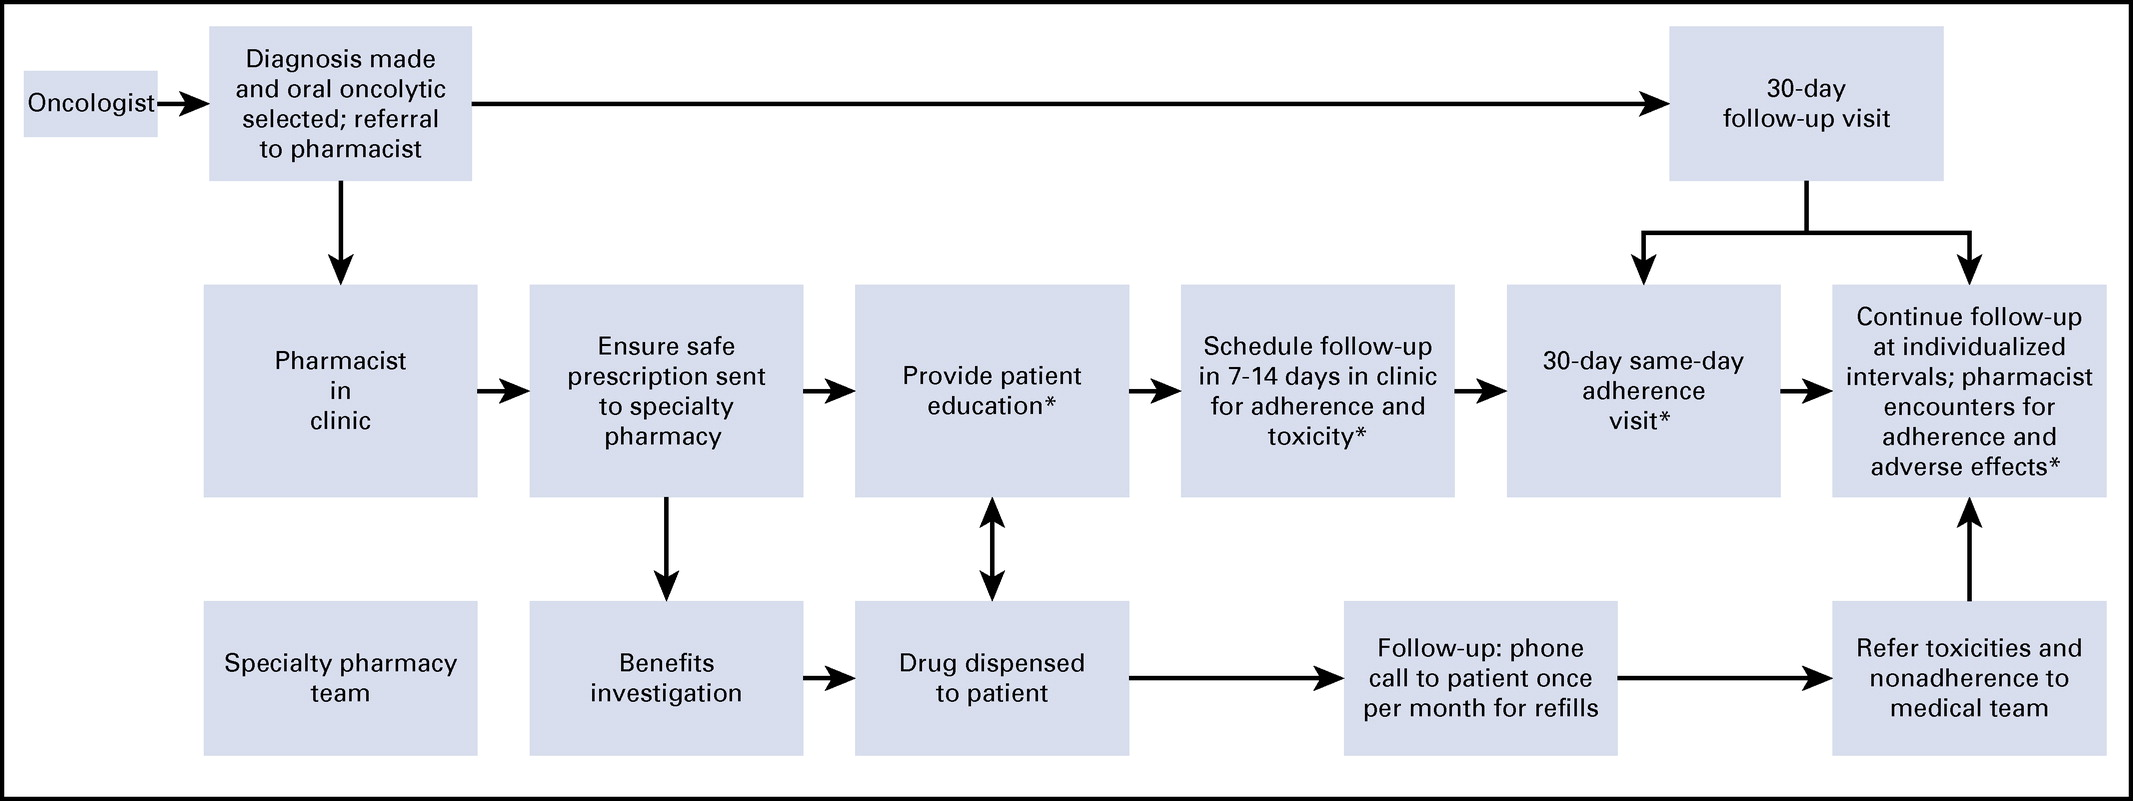 Oncologist
Diagnosis made
and oral oncolytic
selected; referral
to pharmacist
30-day
follow-up visit
Pharmacist
in
clinic
Ensure safe
prescription sent
to specialty
pharmacy
Provide patient
education*
Schedule follow-up
in 7-14 days in clinic
for adherence and
toxicity*
30-day same-day
adherence
visit*
Continue follow-up
at individualized
intervals; pharmacist
encounters for
adherence and
adverse effects*
Specialty pharmacy
team
Benefits
investigation
Drug dispensed
to patient
Follow-up: phone
call to patient once
per month for refills
Refer toxicities and
nonadherence to
medical team